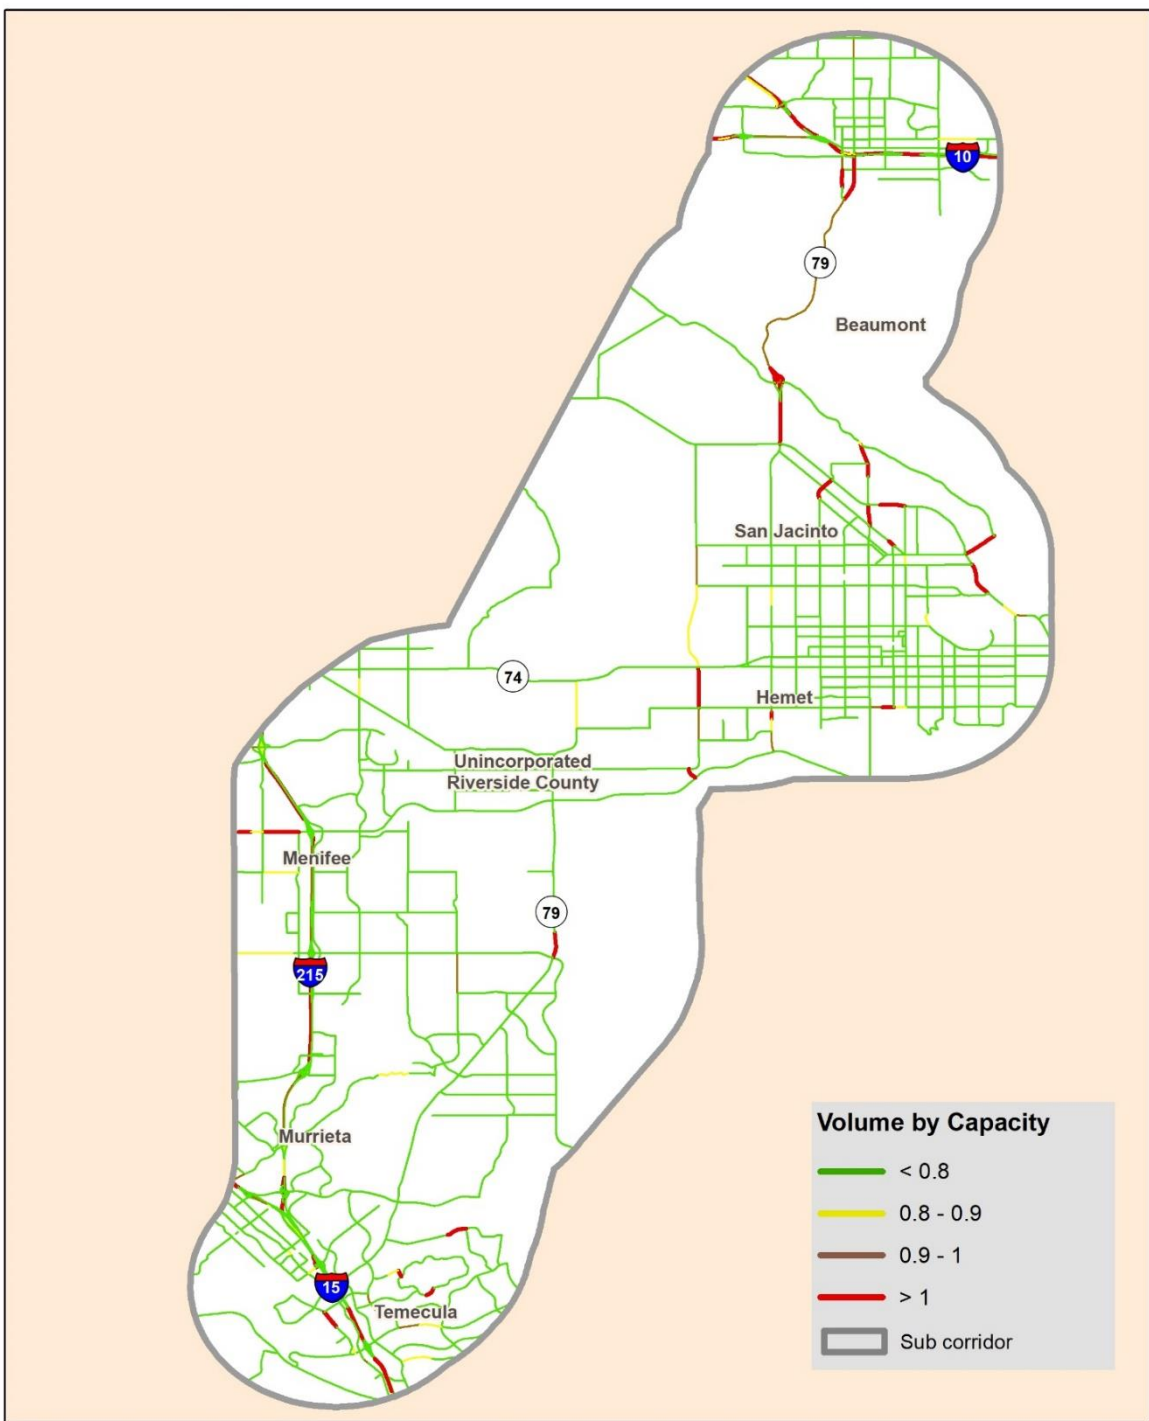 10
79
Beaumont
San Jacinto
74
Hemet
Unincorporated
Riverside County
Menifee
79
215
Murrieta
15
Temecula
Volume by Capacity
< 0.8
0.8 - 0.9
0.9 - 1
> 1
Sub corridor